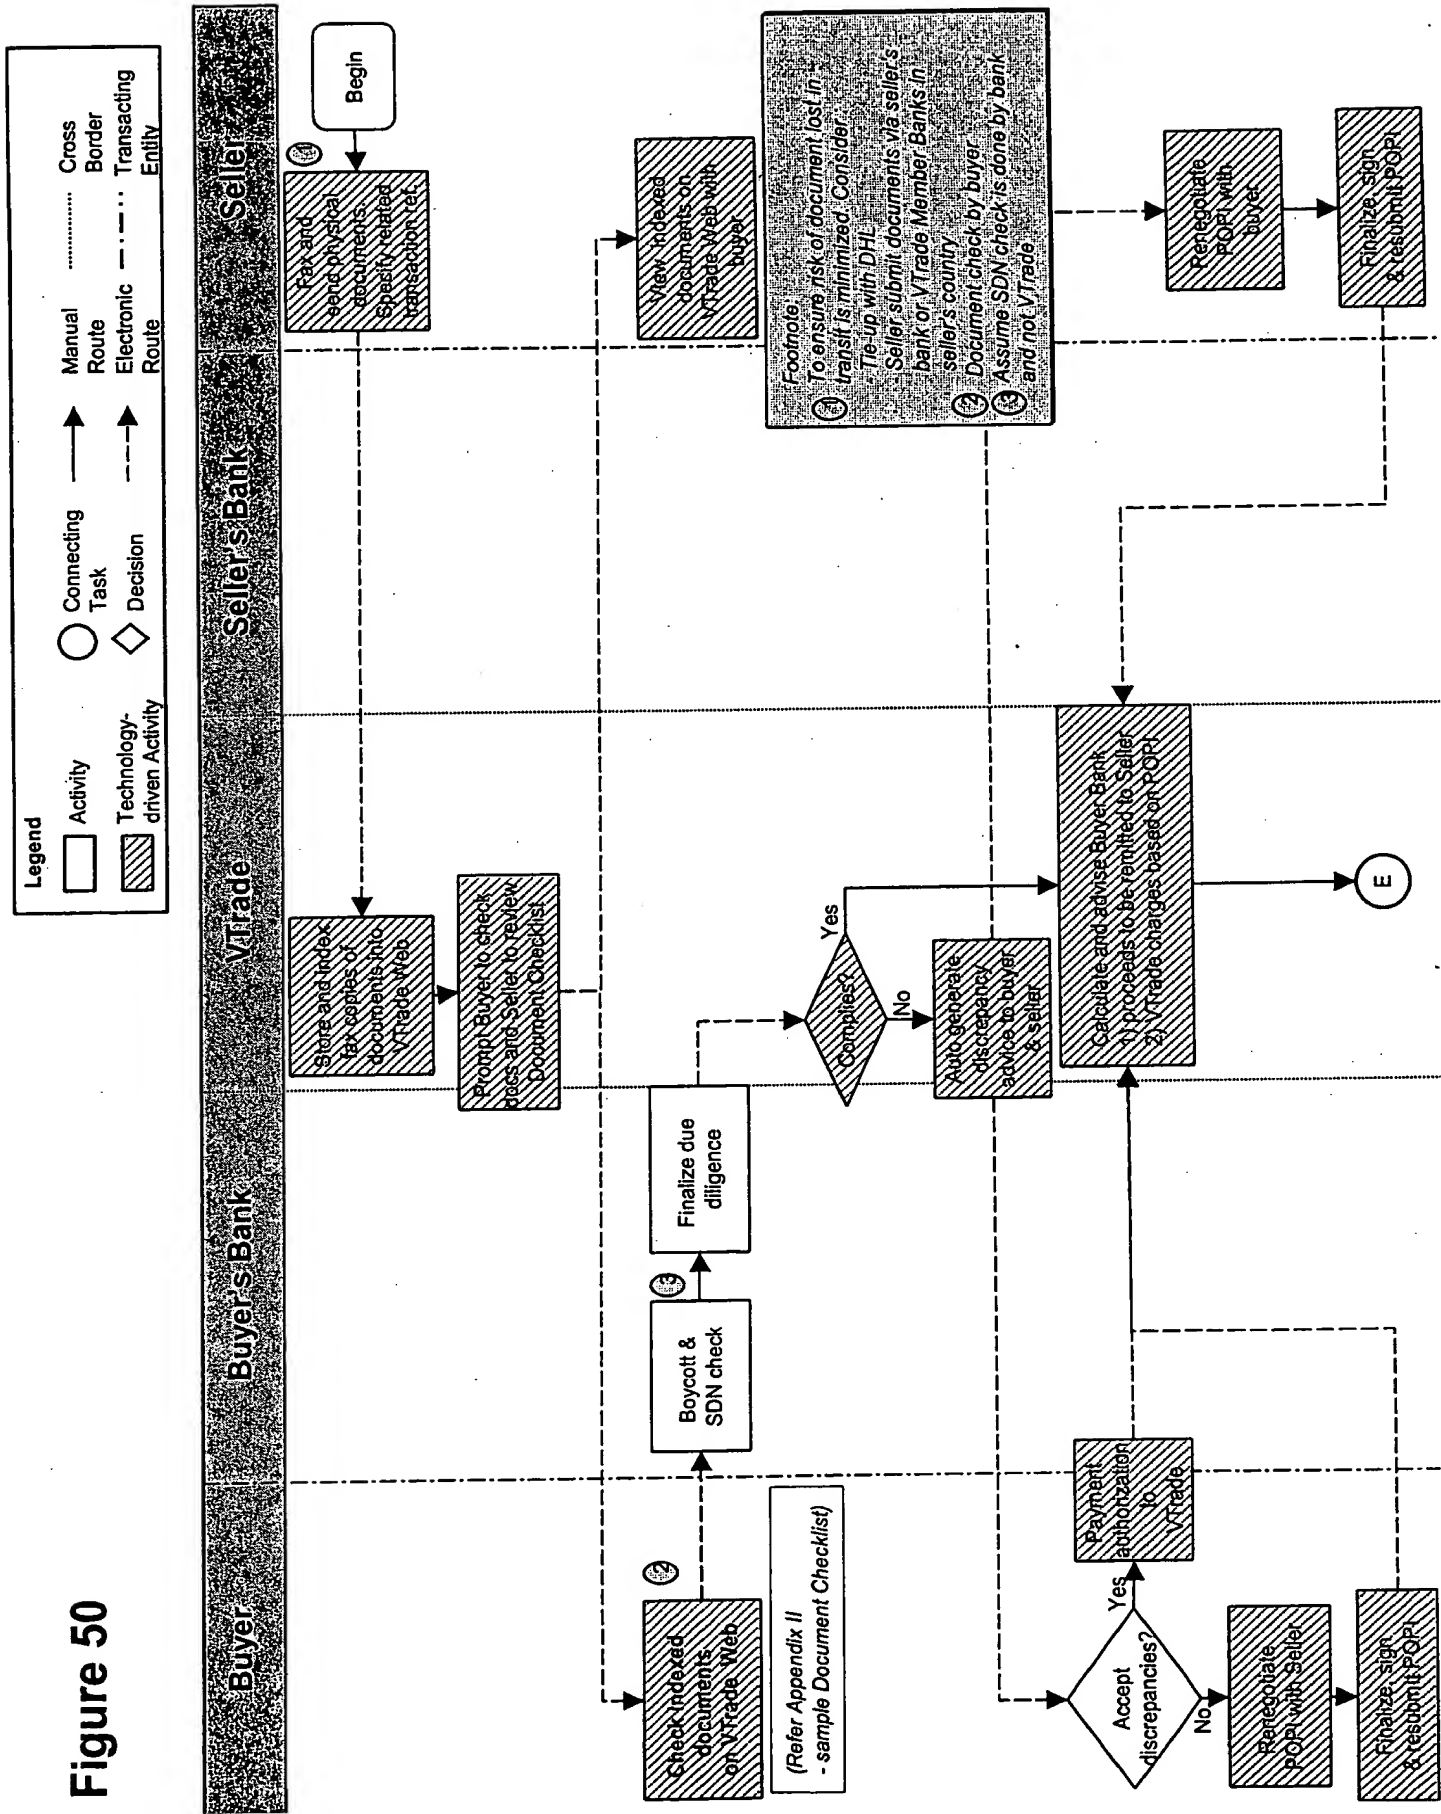 Figure 50
Legend
Activity
Technology-
driven Activity
Connecting
Task
Decision
Manual
Route
Electronic
Route
Cross
Border
Transacting
Entity
Buyer
Buyer's Bank
VTrade
Seller's Bank
Seller
Begin
1
Fax and
send physical
documents.
Specify related
transaction ref.
Store and index
fax copies of
documents into
VTrade Web
Prompt Buyer to check
docs and Seller to review
Document Checklist
Check indexed
documents
on VTrade Web
2
(Refer Appendix II
- sample Document Checklist)
Boycott &
SDN check
3
Finalize due
diligence
View indexed
documents on
VTrade Web with
buyer
Complies?
Yes
No
Auto generate
discrepancy
advice to buyer
& seller
Footnote
1 To ensure risk of document lost in
transit is minimized. Consider :
- Tie-up with DHL
- Seller submit documents via seller's
bank or VTrade Member Banks in
seller's country
2 Document check by buyer
3 Assume SDN check is done by bank
and not VTrade
Accept
discrepancies?
Yes
No
Payment
authorization
to
VTrade
Calculate and advise Buyer Bank
1) proceeds to be remitted to Seller
2) VTrade charges based on POPI
Renegotiate
POPI with
buyer
Renegotiate
POPI with Seller
Finalize, sign
& resubmit POPI
E
Finalize, sign
& resubmit POPI